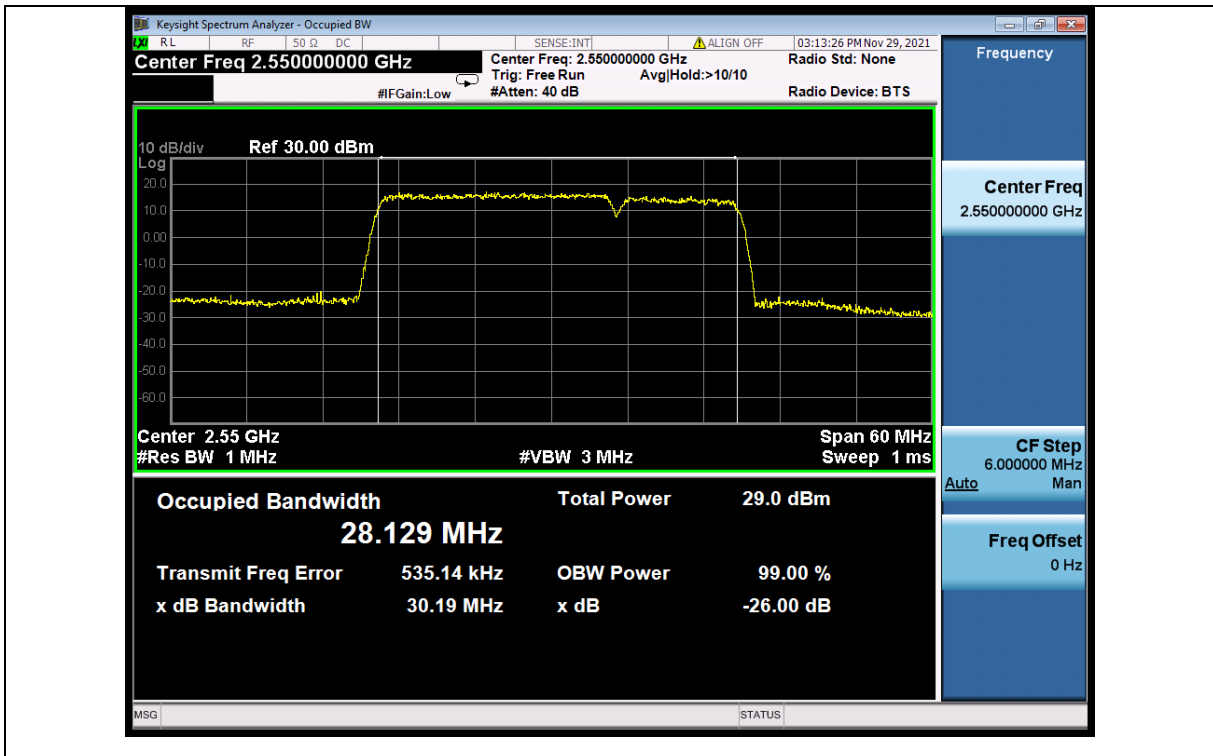 Keysight Spectrum Analyzer - Occupied BW
LXI RL RF 50 Ω DC SENSE:INT ALIGN OFF 03:13:26 PM Nov 29, 2021
Center Freq 2.550000000 GHz
Center Freq: 2.550000000 GHz Radio Std: None
Trig: Free Run Avg|Hold:>10/10
#IFGain:Low #Atten: 40 dB Radio Device: BTS
10 dB/div Ref 30.00 dBm
Log
20.0
10.0
0.00
-10.0
-20.0
-30.0
-40.0
-50.0
-60.0
Center 2.55 GHz Span 60 MHz
#Res BW 1 MHz #VBW 3 MHz Sweep 1 ms
Occupied Bandwidth Total Power 29.0 dBm
28.129 MHz
Transmit Freq Error 535.14 kHz OBW Power 99.00 %
x dB Bandwidth 30.19 MHz x dB -26.00 dB
Frequency
Center Freq
2.550000000 GHz
CF Step
6.000000 MHz
Auto Man
Freq Offset
0 Hz
MSG STATUS